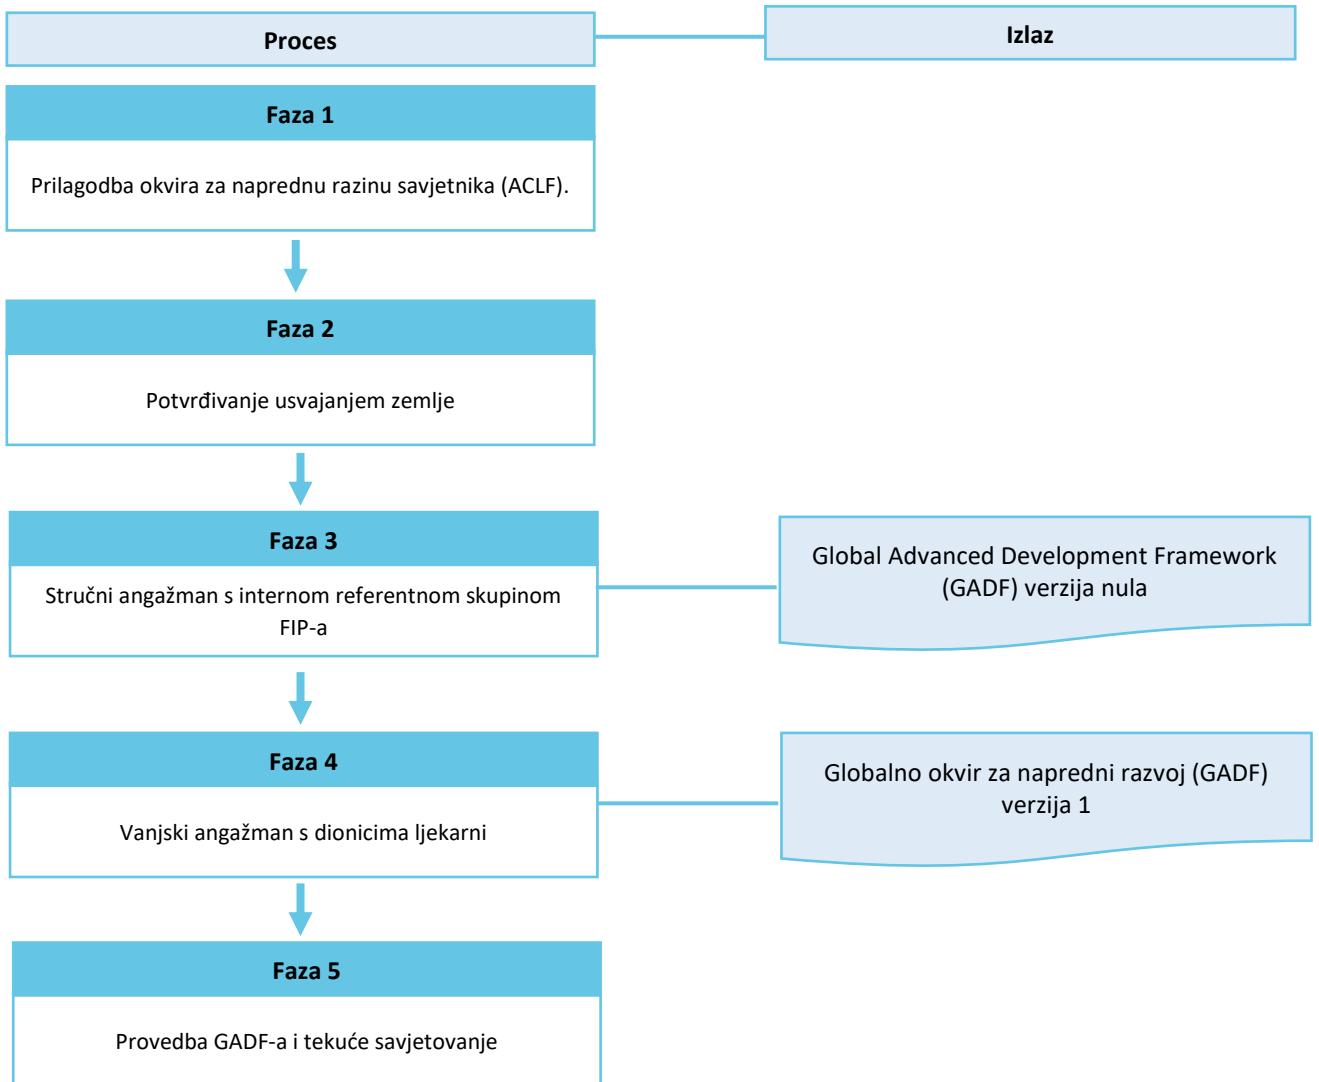 Proces
Izlaz
Faza 1
Prilagodba okvira za naprednu razinu savjetnika (ACLF).
Faza 2
Potvrđivanje usvajanjem zemlje
Faza 3
Stručni angažman s internom referentnom skupinom
FIP-a
Global Advanced Development Framework
(GADF) verzija nula
Faza 4
Vanjski angažman s dionicima ljekarni
Globalno okvir za napredni razvoj (GADF)
verzija 1
Faza 5
Provedba GADF-a i tekuće savjetovanje